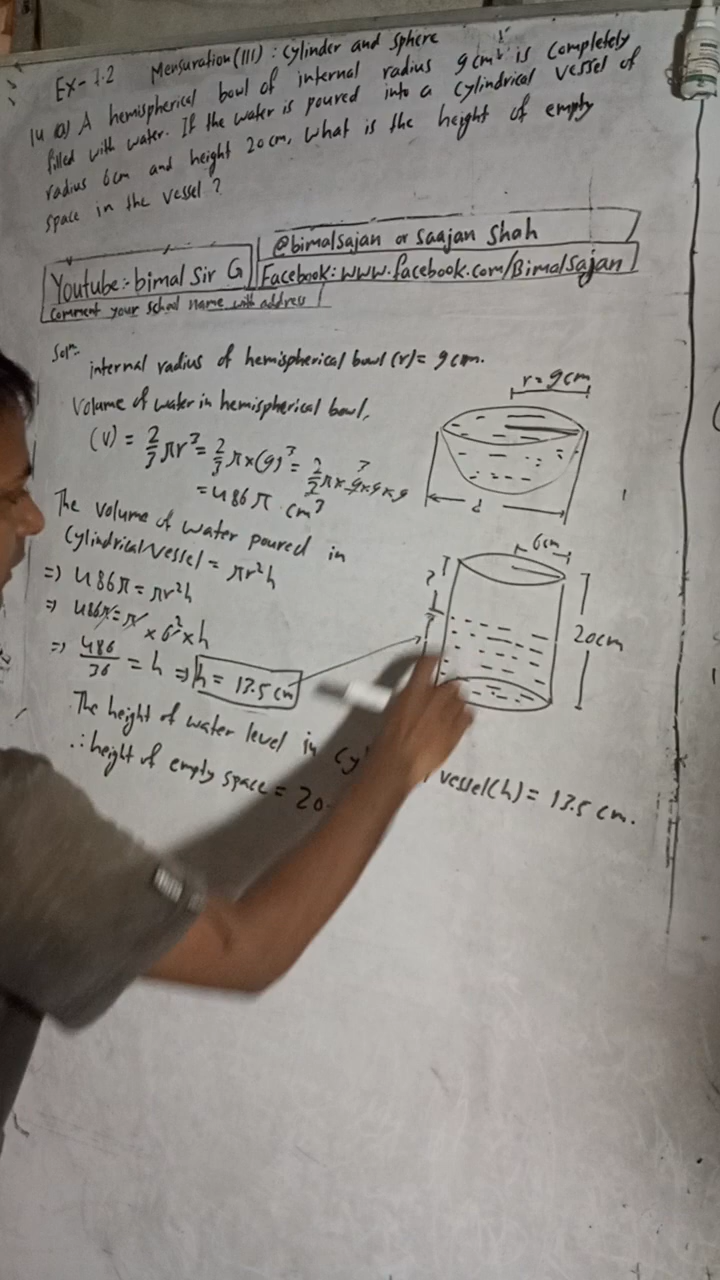 Ex- 7.2 Mensuration (III) : cylinder and sphere
14 a) A hemispherical bowl of internal radius 9cm is completely
filled with water. If the water is poured into a cylindrical vessel of
radius 6cm and height 20cm, what is the height of empty
space in the vessel ?
@bimalsajan or Saajan Shah
Youtube:- bimal Sir G
Facebook: www.facebook.com/BimalSajan
comment your school name with address
Soln.
internal radius of hemispherical bowl (r) = 9cm.
r = 9cm
Volume of water in hemispherical bowl,
(V) = 2/3 πr³ = 2/3 π×(9)³ = 2/3 π× 9×9×9
3
= 486π cm³
d
The volume of water poured in
cylindrical vessel = πr²h
6cm
⇒ 486π = πr²h
?
⇒ 486π = π × 6² × h
20cm
⇒ 486/36 = h ⇒ h = 13.5 cm
The height of water level in cy vessel(h) = 13.5 cm.
∴ height of empty space = 20